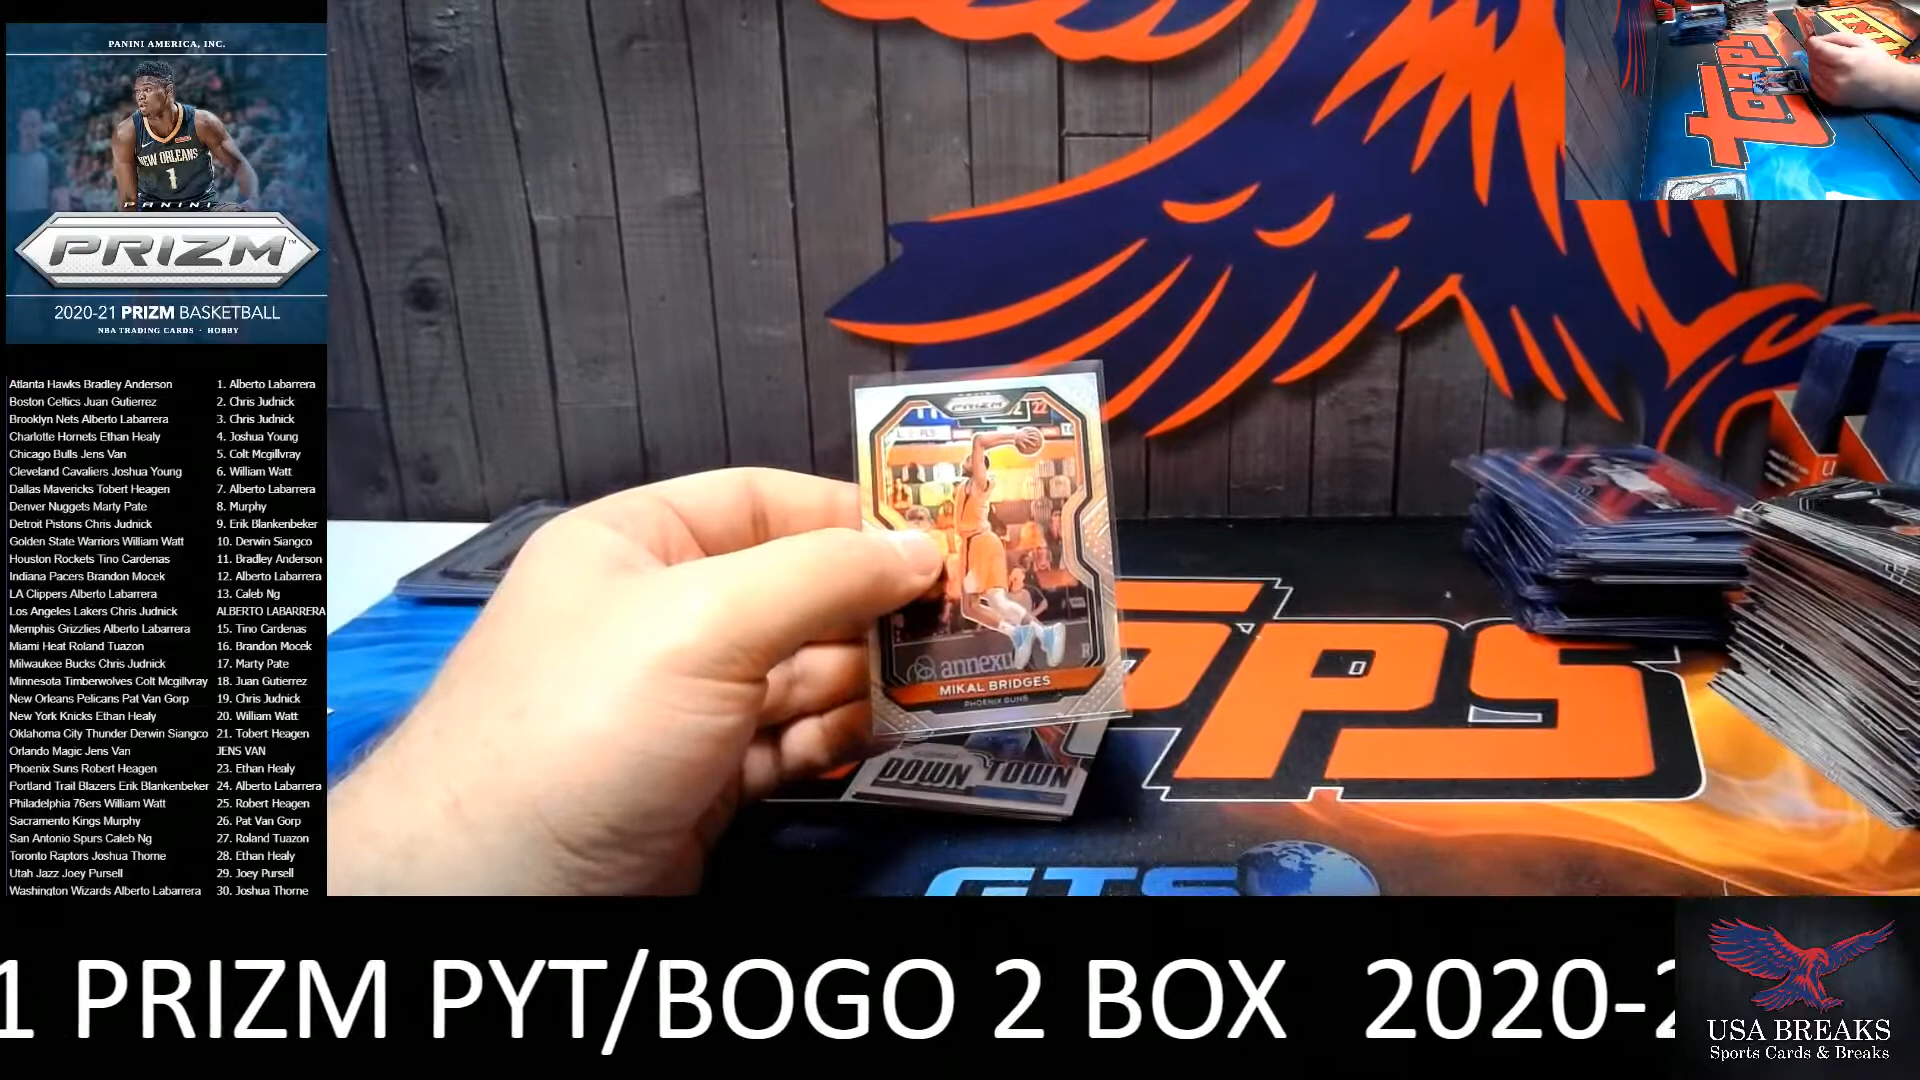 PANINI AMERICA, INC.
NEW ORLEANS
1
PANINI
PRIZM™
2020-21 PRIZM BASKETBALL
NBA TRADING CARDS · HOBBY
Atlanta Hawks Bradley Anderson
Boston Celtics Juan Gutierrez
Brooklyn Nets Alberto Labarrera
Charlotte Hornets Ethan Healy
Chicago Bulls Jens Van
Cleveland Cavaliers Joshua Young
Dallas Mavericks Tobert Heagen
Denver Nuggets Marty Pate
Detroit Pistons Chris Judnick
Golden State Warriors William Watt
Houston Rockets Tino Cardenas
Indiana Pacers Brandon Mocek
LA Clippers Alberto Labarrera
Los Angeles Lakers Chris Judnick
Memphis Grizzlies Alberto Labarrera
Miami Heat Roland Tuazon
Milwaukee Bucks Chris Judnick
Minnesota Timberwolves Colt Mcgillvray
New Orleans Pelicans Pat Van Gorp
New York Knicks Ethan Healy
Oklahoma City Thunder Derwin Siangco
Orlando Magic Jens Van
Phoenix Suns Robert Heagen
Portland Trail Blazers Erik Blankenbeker
Philadelphia 76ers William Watt
Sacramento Kings Murphy
San Antonio Spurs Caleb Ng
Toronto Raptors Joshua Thorne
Utah Jazz Joey Pursell
Washington Wizards Alberto Labarrera
1. Alberto Labarrera
2. Chris Judnick
3. Chris Judnick
4. Joshua Young
5. Colt Mcgillvray
6. William Watt
7. Alberto Labarrera
8. Murphy
9. Erik Blankenbeker
10. Derwin Siangco
11. Bradley Anderson
12. Alberto Labarrera
13. Caleb Ng
ALBERTO LABARRERA
15. Tino Cardenas
16. Brandon Mocek
17. Marty Pate
18. Juan Gutierrez
19. Chris Judnick
20. William Watt
21. Tobert Heagen
JENS VAN
23. Ethan Healy
24. Alberto Labarrera
25. Robert Heagen
26. Pat Van Gorp
27. Roland Tuazon
28. Ethan Healy
29. Joey Pursell
30. Joshua Thorne
PRIZM
22
annexu
MIKAL BRIDGES
PHOENIX SUNS
DOWN TOWN
OPS
GTS
1 PRIZM PYT/BOGO 2 BOX 2020-2
USA BREAKS
Sports Cards & Breaks